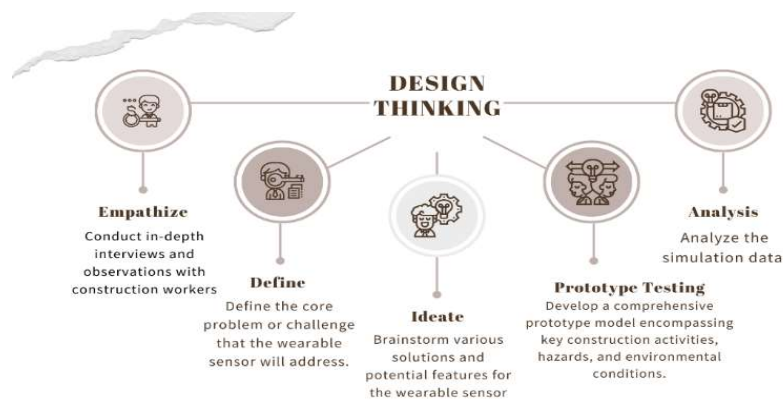 DESIGN
THINKING
Empathize
Conduct in-depth
interviews and
observations with
construction workers
Define
Define the core
problem or challenge
that the wearable
sensor will address.
Ideate
Brainstorm various
solutions and
potential features for
the wearable sensor
Prototype Testing
Develop a comprehensive
prototype model encompassing
key construction activities,
hazards, and environmental
conditions.
Analysis
Analyze the
simulation data